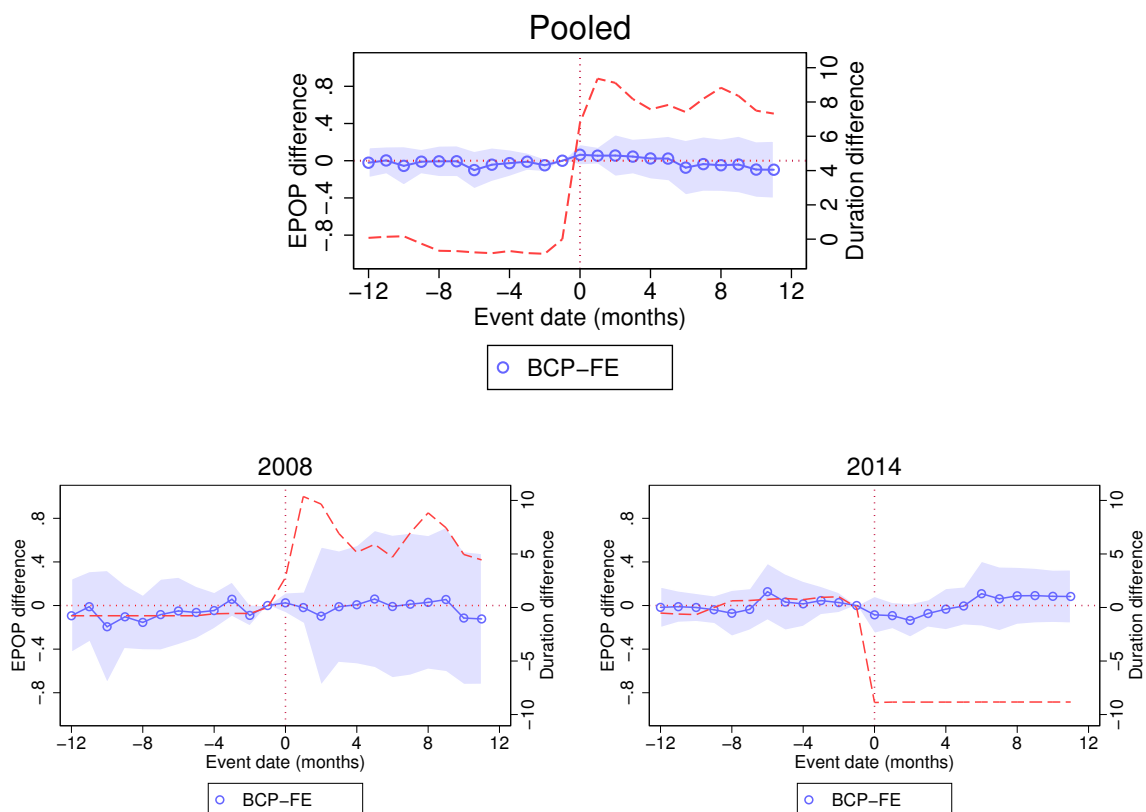 Pooled
EPOP difference
.8
.4
0
−.4
−.8
Duration difference
10
8
6
4
2
0
−12 −8 −4 0 4 8 12
Event date (months)
BCP−FE
2008
EPOP difference
.8
.4
0
−.4
−.8
Duration difference
10
5
0
−5
−10
−12 −8 −4 0 4 8 12
Event date (months)
BCP−FE
2014
EPOP difference
.8
.4
0
−.4
−.8
Duration difference
10
5
0
−5
−10
−12 −8 −4 0 4 8 12
Event date (months)
BCP−FE